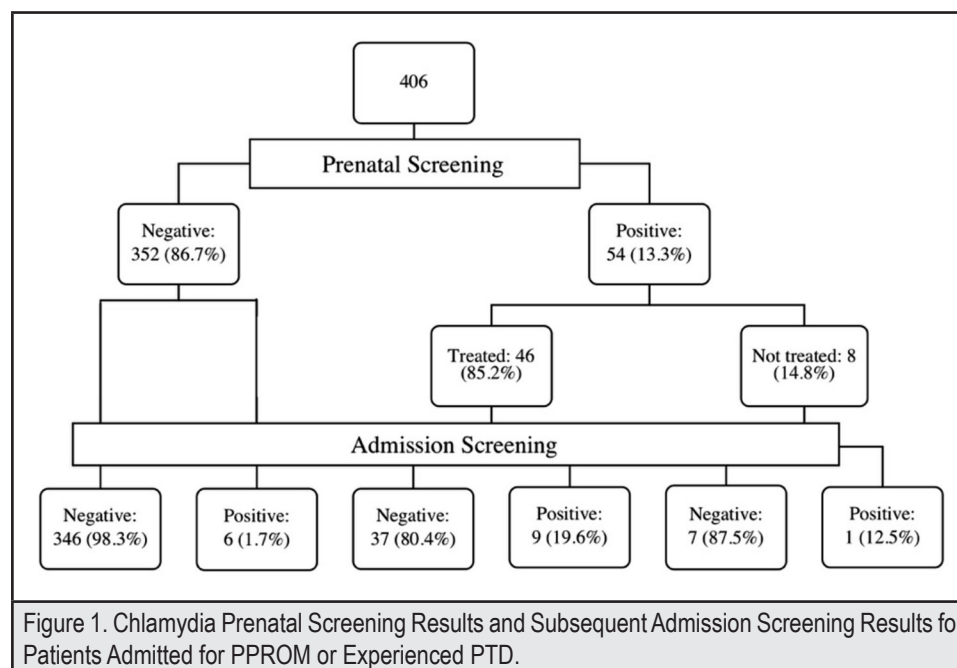 406
Prenatal Screening
Negative:
352 (86.7%)
Positive:
54 (13.3%)
Treated: 46
(85.2%)
Not treated: 8
(14.8%)
Admission Screening
Negative:
346 (98.3%)
Positive:
6 (1.7%)
Negative:
37 (80.4%)
Positive:
9 (19.6%)
Negative:
7 (87.5%)
Positive:
1 (12.5%)
Figure 1. Chlamydia Prenatal Screening Results and Subsequent Admission Screening Results fo
Patients Admitted for PPROM or Experienced PTD.